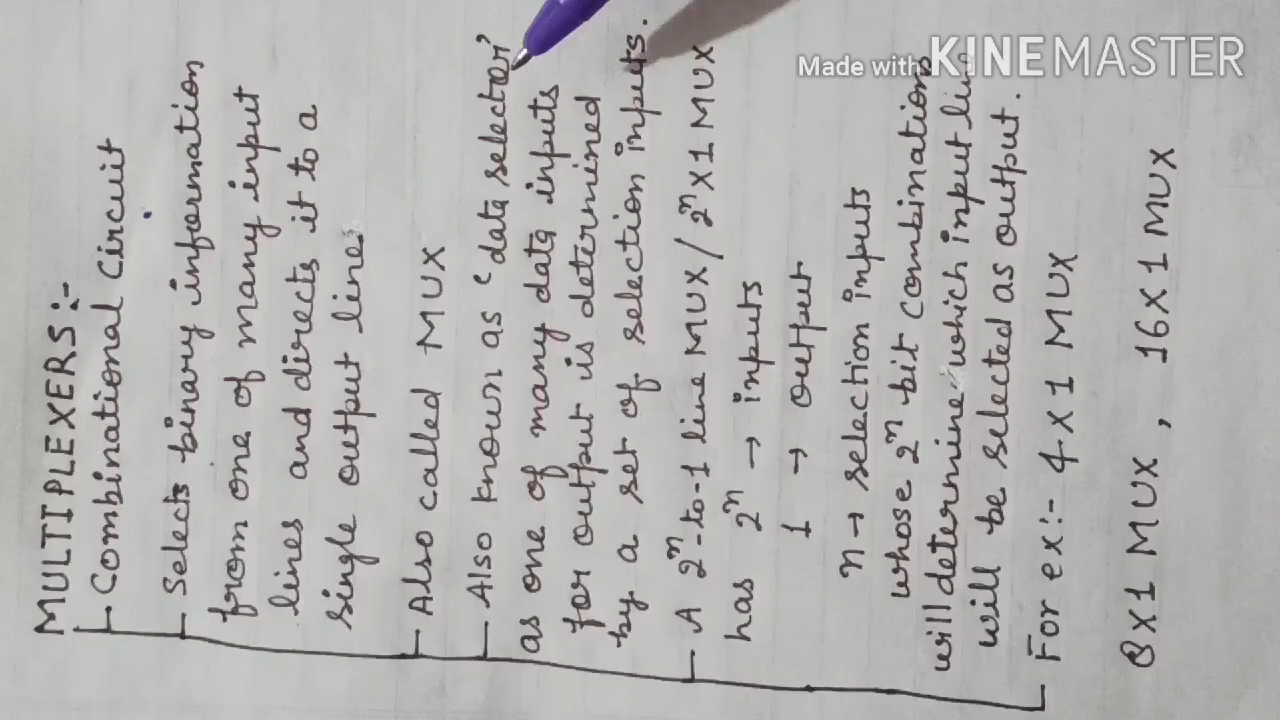 MULTIPLEXERS:-
Combinational Circuit
Selects binary information
from one of many input
lines and directs it to a
single output line
Also called MUX
Also known as 'data selector'
as one of many data inputs
for output is determined
by a set of selection inputs.
A 2ⁿ-to-1 line MUX / 2ⁿ X 1 MUX
has 2ⁿ → inputs
1 → output
n → selection inputs
whose 2ⁿ bit combinations
will determine which input line
will be selected as output.
For ex:- 4 X 1 MUX
8 X 1 MUX , 16 X 1 MUX
Made with KINEMASTER